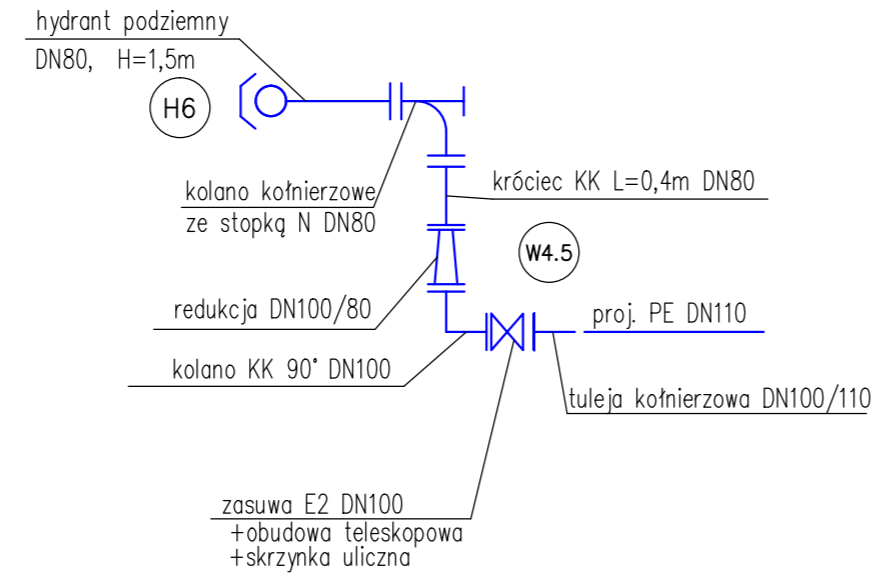 hydrant podziemny
DN80, H=1,5m
H6
kolano kołnierzowe
ze stopką N DN80
króciec KK L=0,4m DN80
W4.5
redukcja DN100/80
proj. PE DN110
kolano KK 90° DN100
tuleja kołnierzowa DN100/110
zasuwa E2 DN100
+obudowa teleskopowa
+skrzynka uliczna